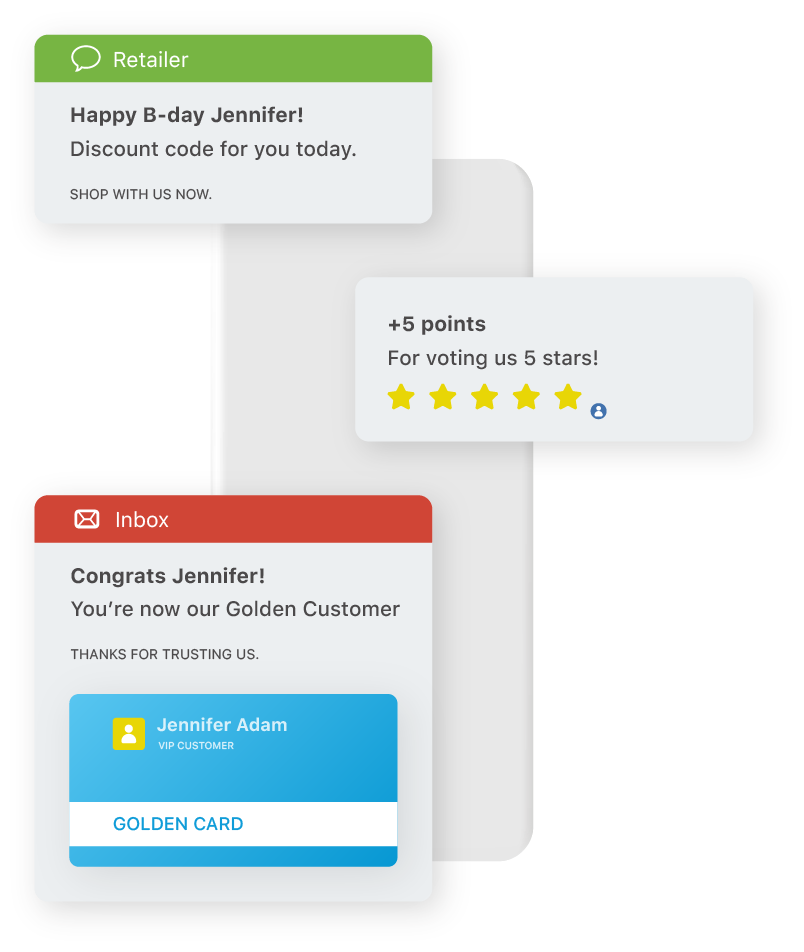 Retailer
Happy B-day Jennifer!
Discount code for you today.
SHOP WITH US NOW.
+5 points
For voting us 5 stars!
Inbox
Congrats Jennifer!
You’re now our Golden Customer
THANKS FOR TRUSTING US.
Jennifer Adam
VIP CUSTOMER
GOLDEN CARD